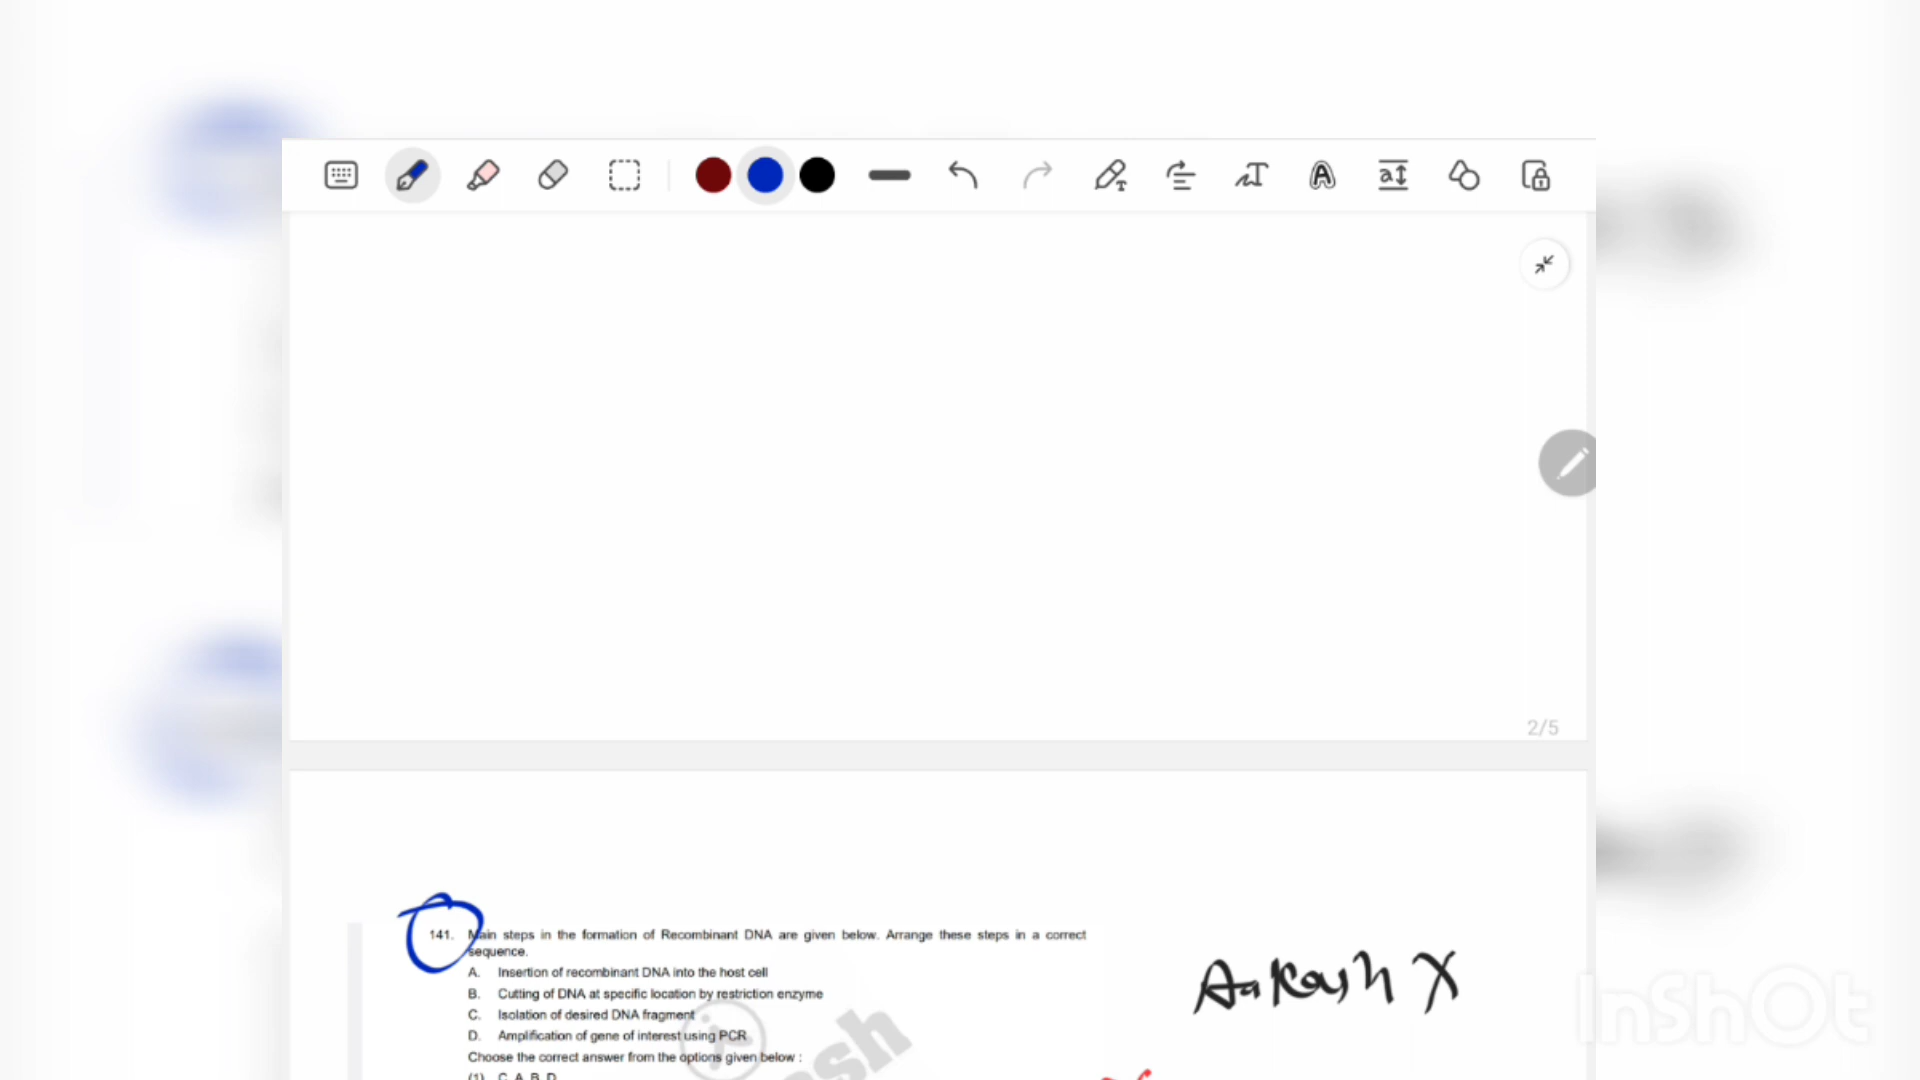 2/5
141. Main steps in the formation of Recombinant DNA are given below. Arrange these steps in a correct
sequence.
A. Insertion of recombinant DNA into the host cell
B. Cutting of DNA at specific location by restriction enzyme
C. Isolation of desired DNA fragment
D. Amplification of gene of interest using PCR
Choose the correct answer from the options given below :
(1) C, A, B, D
Aakash X
InShOt